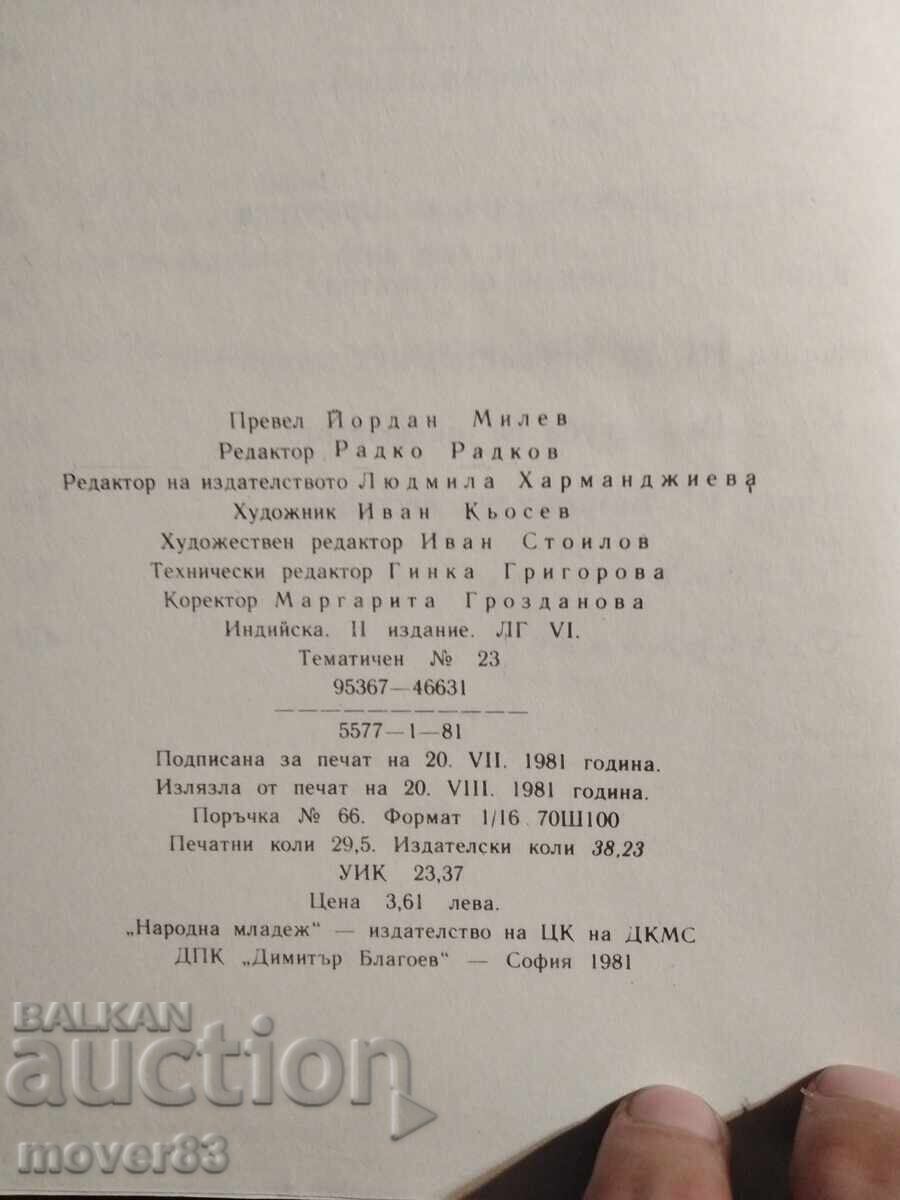 Превел Йордан Милев
Редактор Радко Радков
Редактор на издателството Людмила Харманджиева
Художник Иван Кьосев
Художествен редактор Иван Стоилов
Технически редактор Гинка Григорова
Коректор Маргарита Грозданова
Индийска. II издание. ЛГ VI.
Тематичен № 23
95367—46631
5577—1—81
Подписана за печат на 20. VII. 1981 година.
Излязла от печат на 20. VIII. 1981 година.
Поръчка № 66. Формат 1/16 70Ш100
Печатни коли 29,5. Издателски коли 38,23
УИК 23,37
Цена 3,61 лева.
„Народна младеж“ — издателство на ЦК на ДКМС
ДПК „Димитър Благоев“ — София 1981
BALKAN
auction
mover83